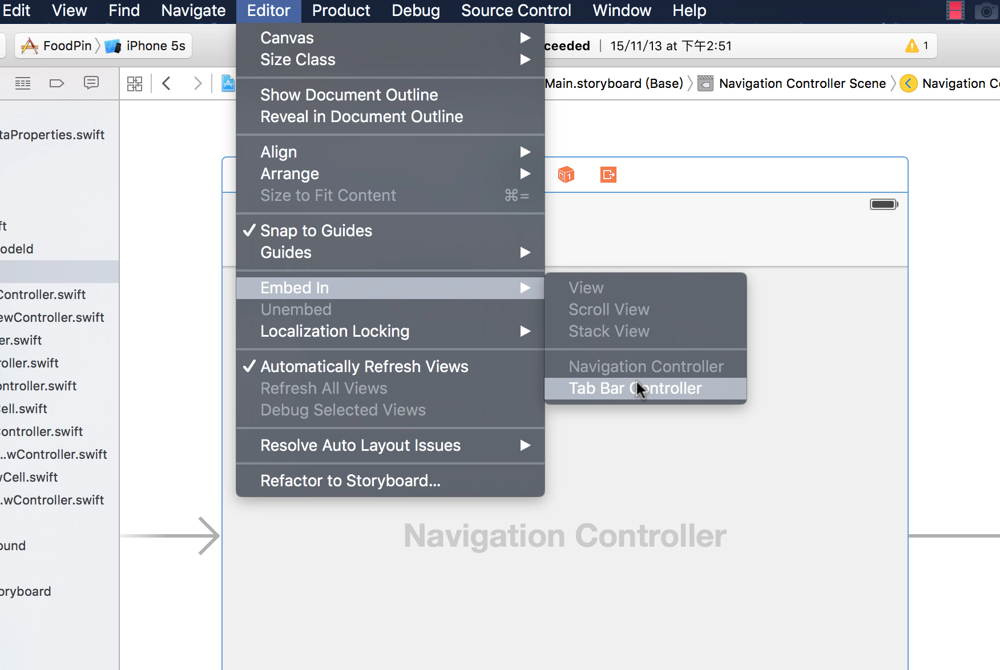 Edit View Find Navigate Editor Product Debug Source Control Window Help
FoodPin iPhone 5s ceeded | 15/11/13 at 下午2:51 1
Main.storyboard (Base) Navigation Controller Scene Navigation Co
taProperties.swift
ft
odeld
Controller.swift
ewController.swift
er.swift
roller.swift
ontroller.swift
ell.swift
ontroller.swift
...wController.swift
Cell.swift
.wController.swift
ound
oryboard
Canvas
Size Class
Show Document Outline
Reveal in Document Outline
Align
Arrange
Size to Fit Content ⌘=
✓ Snap to Guides
Guides
Embed In
Unembed
Localization Locking
✓ Automatically Refresh Views
Refresh All Views
Debug Selected Views
Resolve Auto Layout Issues
Refactor to Storyboard...
View
Scroll View
Stack View
Navigation Controller
Tab Bar Controller
Navigation Controller